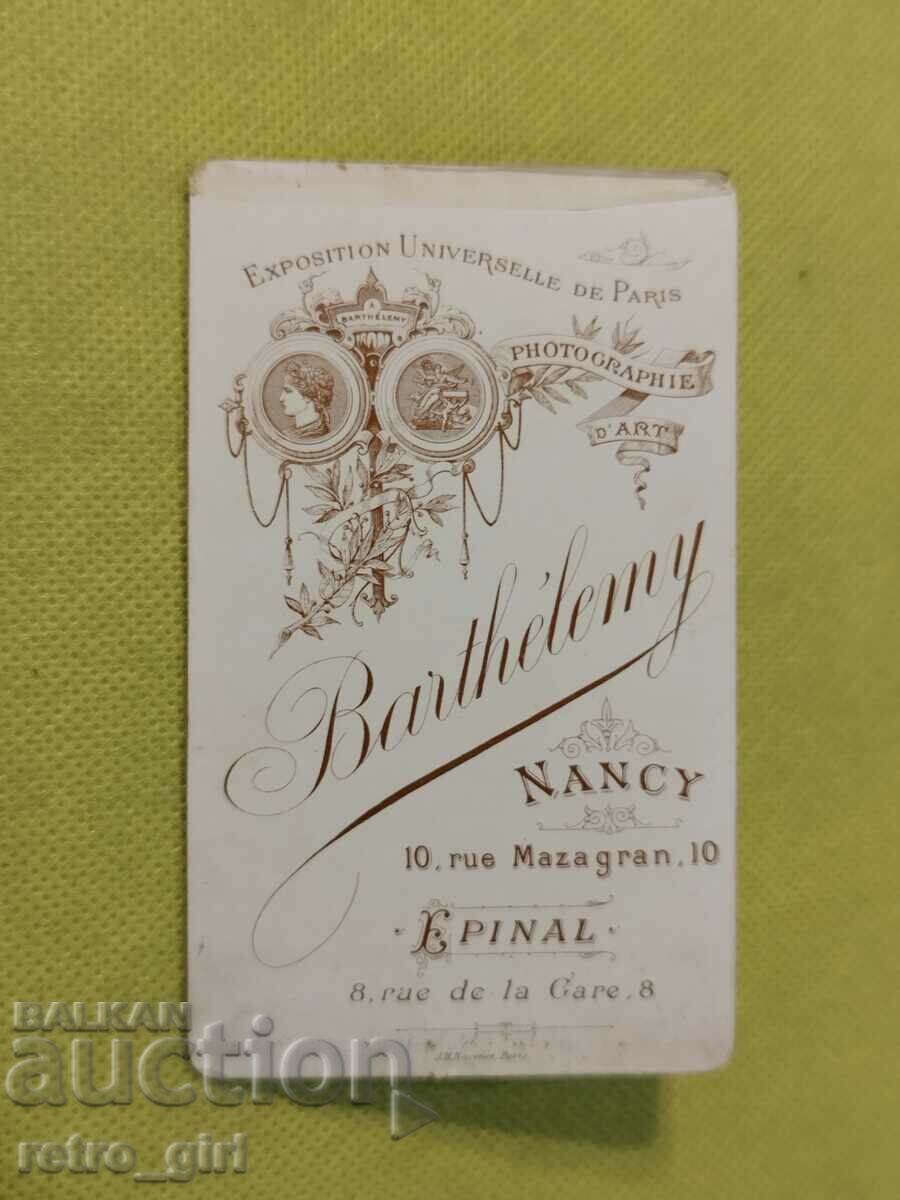 EXPOSITION UNIVERSELLE DE PARIS
A
BARTHÉLEMY
PHOTOGRAPHIE
D'ART
Barthélemy
NANCY
10, rue Mazagran, 10
EPINAL
8, rue de la Gare, 8
Paris
BALKAN
auction
retro_girl